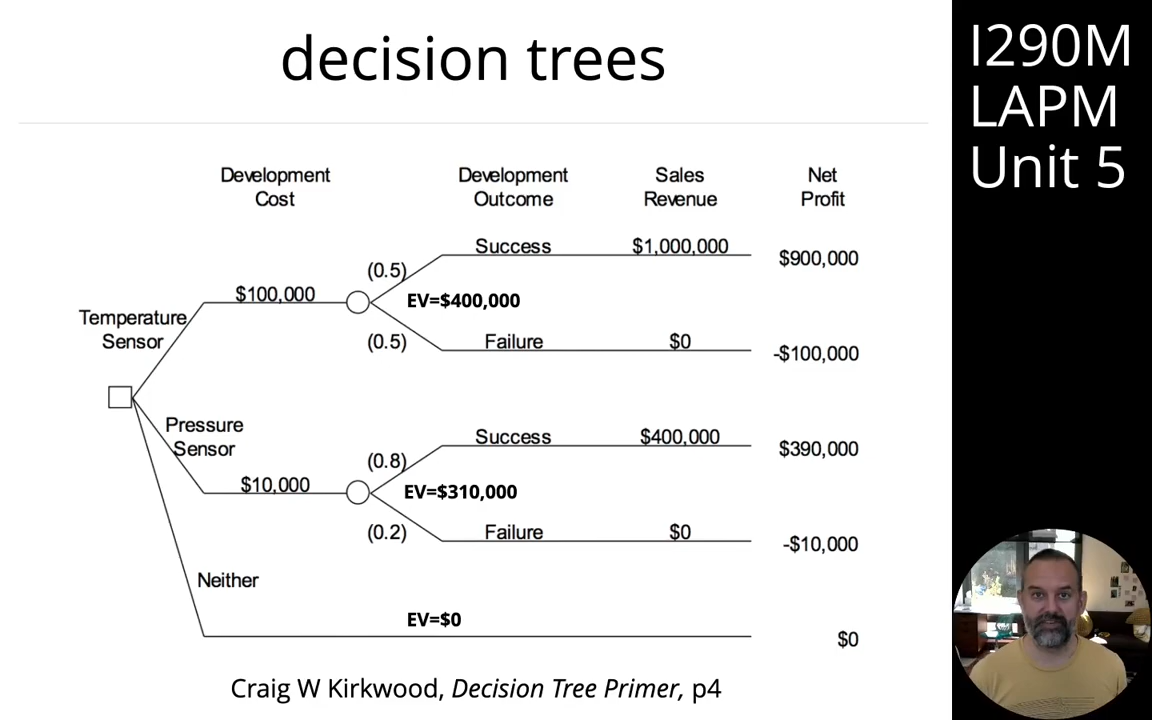 decision trees
I290M
LAPM
Unit 5
Development
Cost
Development
Outcome
Sales
Revenue
Net
Profit
Success
$1,000,000
$900,000
(0.5)
$100,000
EV=$400,000
Temperature
Sensor
(0.5)
Failure
$0
-$100,000
Pressure
Sensor
Success
$400,000
$390,000
(0.8)
$10,000
EV=$310,000
(0.2)
Failure
$0
-$10,000
Neither
EV=$0
$0
Craig W Kirkwood, Decision Tree Primer, p4